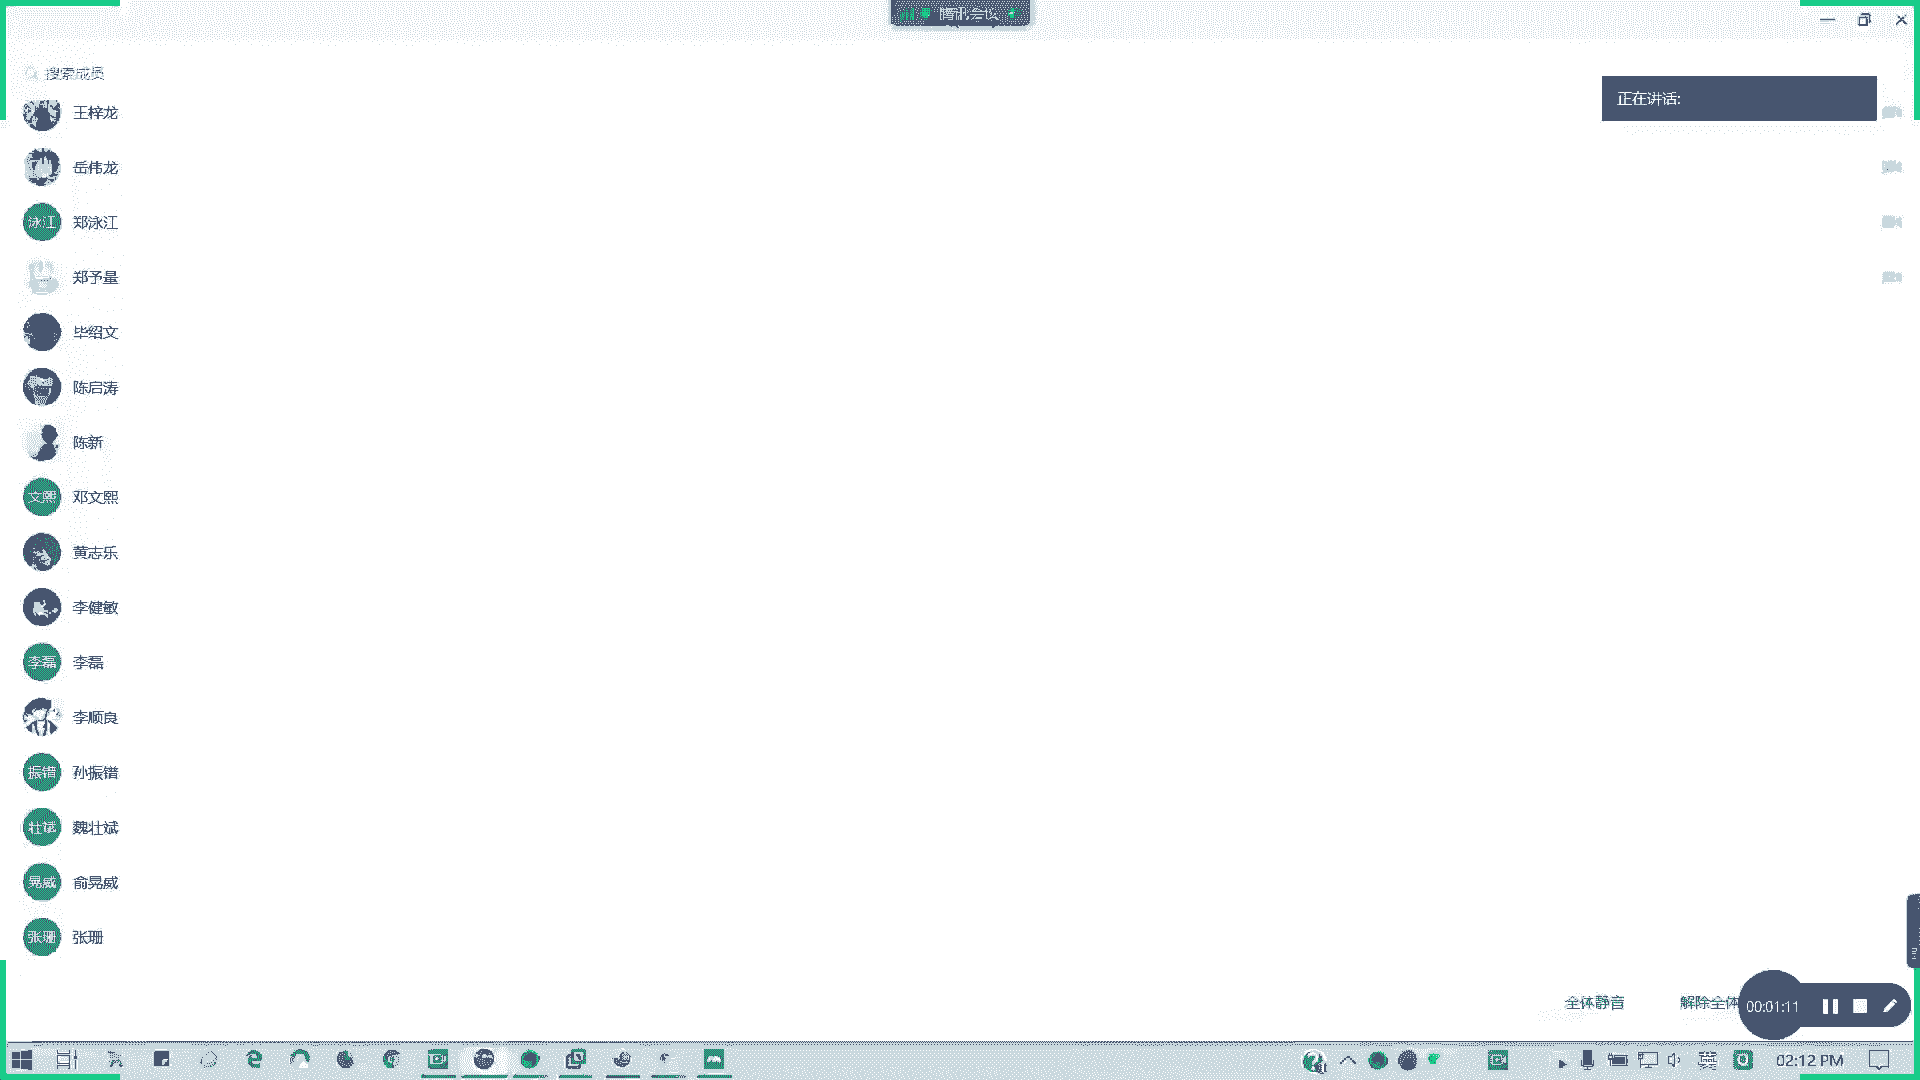 腾讯会议
搜索成员
正在讲话:
王梓龙
岳伟龙
泳江 郑泳江
郑予量
毕绍文
陈启涛
陈新
文熙 邓文熙
黄志乐
李健敏
李磊 李磊
李顺良
振锴 孙振锴
壮斌 魏壮斌
晃威 俞晃威
张珊 张珊
全体静音 解除全体
00:01:11
英 02:12 PM